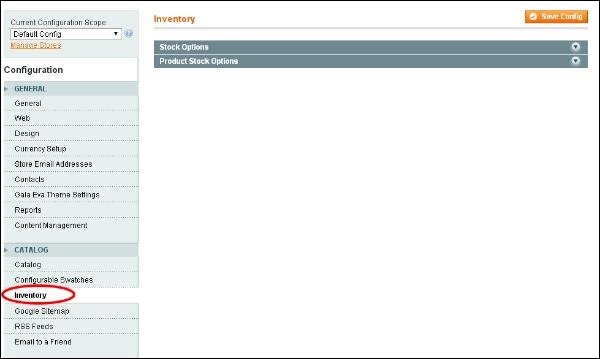 Current Configuration Scope:
Default Config
Manage Stores
Configuration
GENERAL
General
Web
Design
Currency Setup
Store Email Addresses
Contacts
Gala Eva Theme Settings
Reports
Content Management
CATALOG
Catalog
Configurable Swatches
Inventory
Google Sitemap
RSS Feeds
Email to a Friend
Inventory
Save Config
Stock Options
Product Stock Options